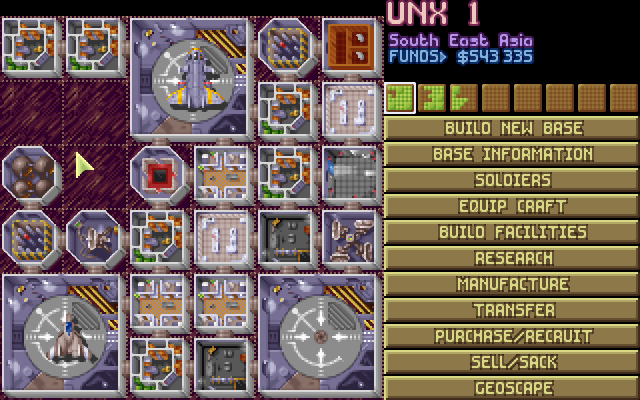 UNX 1
South East Asia
FUNDS> $543 335
BUILD NEW BASE
BASE INFORMATION
SOLDIERS
EQUIP CRAFT
BUILD FACILITIES
RESEARCH
MANUFACTURE
TRANSFER
PURCHASE/RECRUIT
SELL/SACK
GEOSCAPE